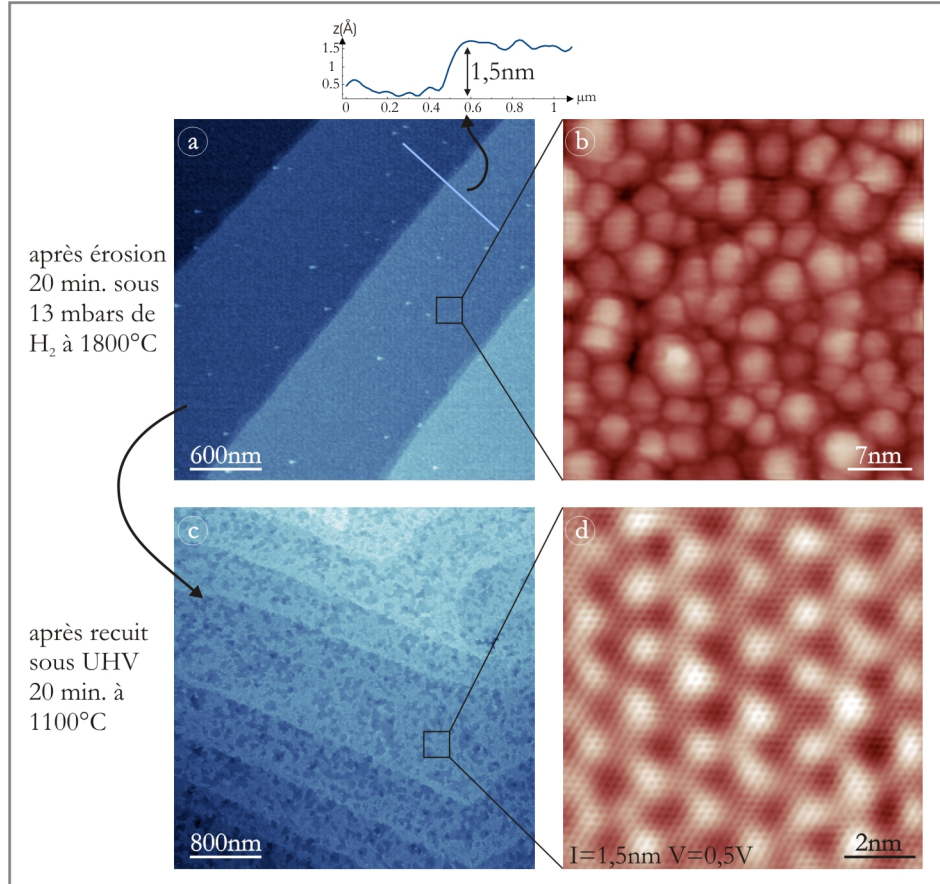 z(Å)
1.5
1
0.5
1,5nm
0
0.2
0.4
0.6
0.8
1
µm
a
b
après érosion
20 min. sous
13 mbars de
H₂ à 1800°C
600nm
7nm
c
d
après recuit
sous UHV
20 min. à
1100°C
800nm
I=1,5nm V=0,5V
2nm